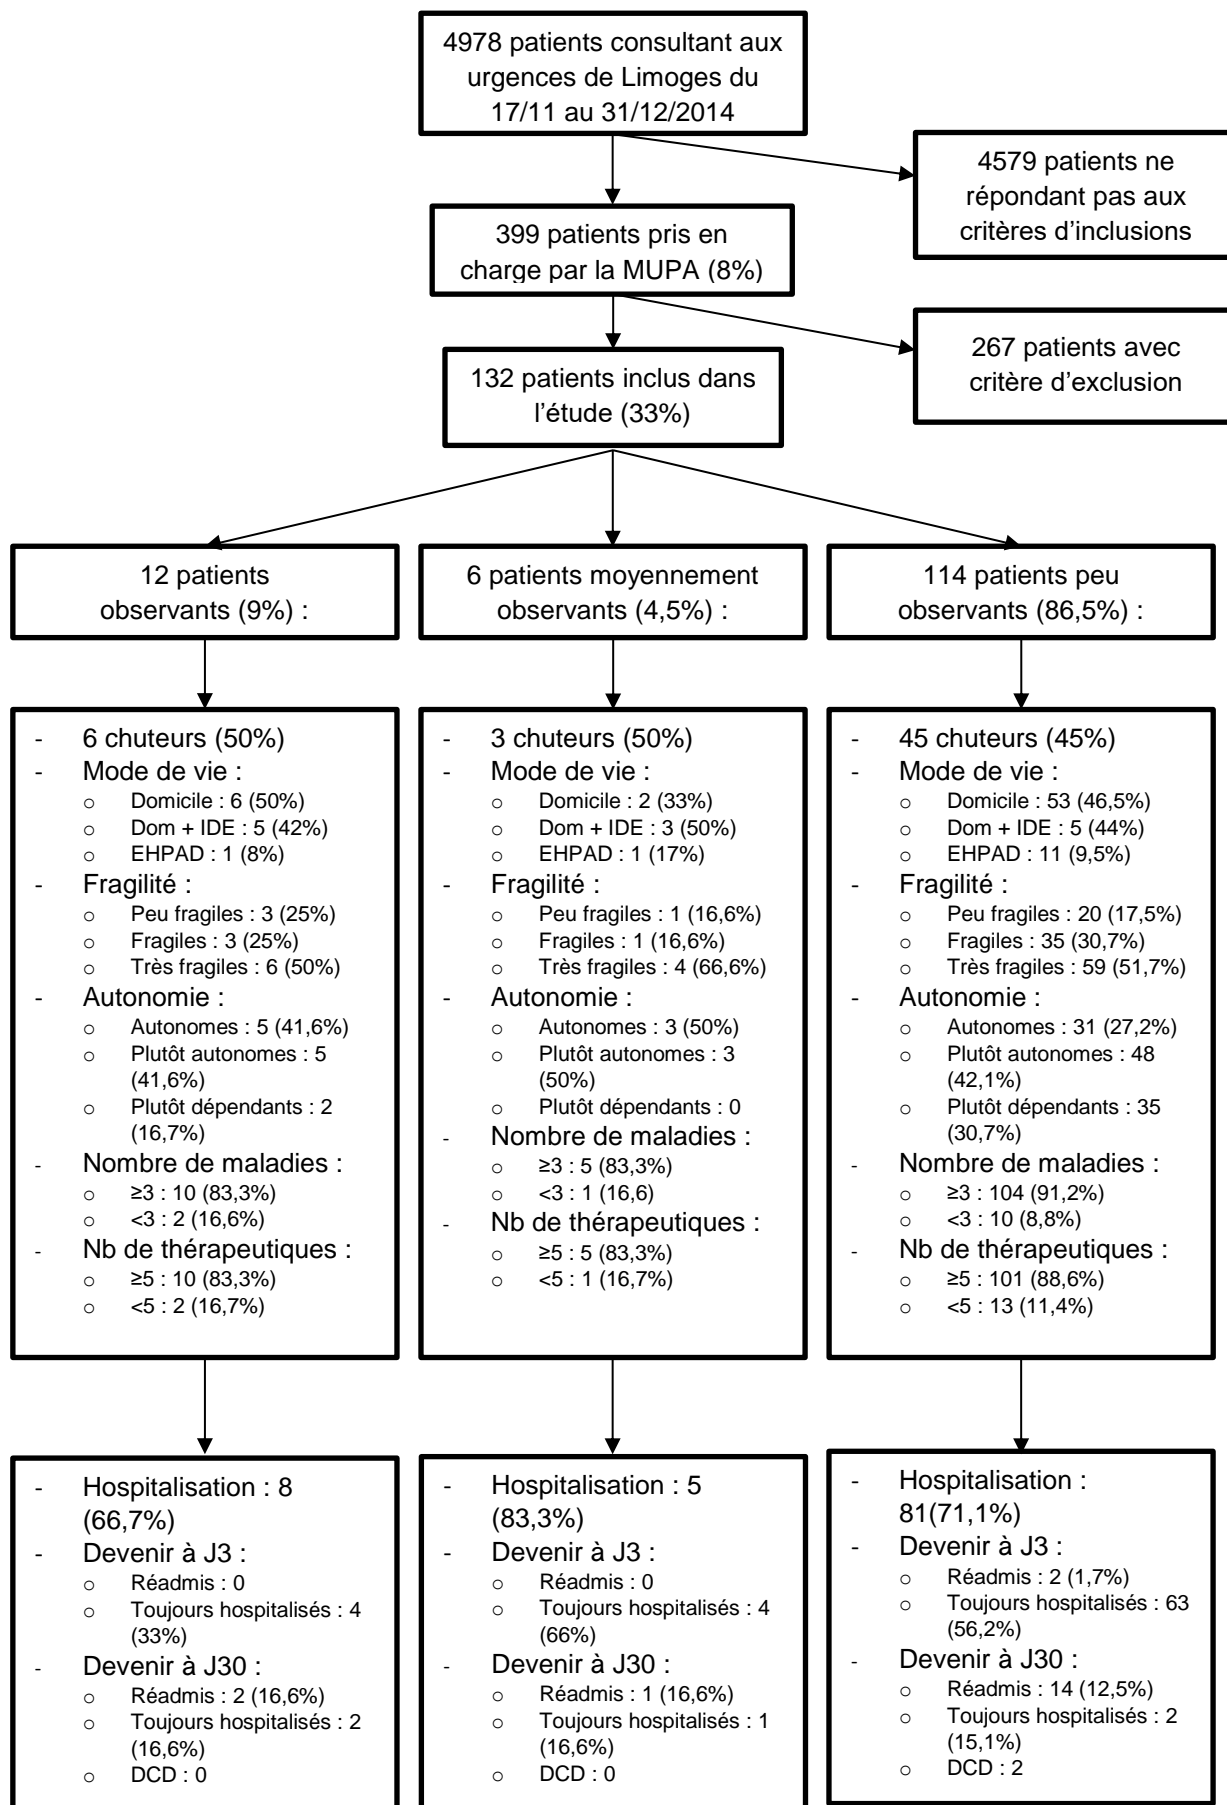 4978 patients consultant aux
urgences de Limoges du
17/11 au 31/12/2014
4579 patients ne
répondant pas aux
critères d’inclusions
399 patients pris en
charge par la MUPA (8%)
267 patients avec
critère d’exclusion
132 patients inclus dans
l’étude (33%)
12 patients
observants (9%) :
6 patients moyennement
observants (4,5%) :
114 patients peu
observants (86,5%) :
- 6 chuteurs (50%)
- Mode de vie :
o Domicile : 6 (50%)
o Dom + IDE : 5 (42%)
o EHPAD : 1 (8%)
- Fragilité :
o Peu fragiles : 3 (25%)
o Fragiles : 3 (25%)
o Très fragiles : 6 (50%)
- Autonomie :
o Autonomes : 5 (41,6%)
o Plutôt autonomes : 5
(41,6%)
o Plutôt dépendants : 2
(16,7%)
- Nombre de maladies :
o ≥3 : 10 (83,3%)
o <3 : 2 (16,6%)
- Nb de thérapeutiques :
o ≥5 : 10 (83,3%)
o <5 : 2 (16,7%)
- 3 chuteurs (50%)
- Mode de vie :
o Domicile : 2 (33%)
o Dom + IDE : 3 (50%)
o EHPAD : 1 (17%)
- Fragilité :
o Peu fragiles : 1 (16,6%)
o Fragiles : 1 (16,6%)
o Très fragiles : 4 (66,6%)
- Autonomie :
o Autonomes : 3 (50%)
o Plutôt autonomes : 3
(50%)
o Plutôt dépendants : 0
- Nombre de maladies :
o ≥3 : 5 (83,3%)
o <3 : 1 (16,6)
- Nb de thérapeutiques :
o ≥5 : 5 (83,3%)
o <5 : 1 (16,7%)
- 45 chuteurs (45%)
- Mode de vie :
o Domicile : 53 (46,5%)
o Dom + IDE : 5 (44%)
o EHPAD : 11 (9,5%)
- Fragilité :
o Peu fragiles : 20 (17,5%)
o Fragiles : 35 (30,7%)
o Très fragiles : 59 (51,7%)
- Autonomie :
o Autonomes : 31 (27,2%)
o Plutôt autonomes : 48
(42,1%)
o Plutôt dépendants : 35
(30,7%)
- Nombre de maladies :
o ≥3 : 104 (91,2%)
o <3 : 10 (8,8%)
- Nb de thérapeutiques :
o ≥5 : 101 (88,6%)
o <5 : 13 (11,4%)
- Hospitalisation : 8
(66,7%)
- Devenir à J3 :
o Réadmis : 0
o Toujours hospitalisés : 4
(33%)
- Devenir à J30 :
o Réadmis : 2 (16,6%)
o Toujours hospitalisés : 2
(16,6%)
o DCD : 0
- Hospitalisation : 5
(83,3%)
- Devenir à J3 :
o Réadmis : 0
o Toujours hospitalisés : 4
(66%)
- Devenir à J30 :
o Réadmis : 1 (16,6%)
o Toujours hospitalisés : 1
(16,6%)
o DCD : 0
- Hospitalisation :
81(71,1%)
- Devenir à J3 :
o Réadmis : 2 (1,7%)
o Toujours hospitalisés : 63
(56,2%)
- Devenir à J30 :
o Réadmis : 14 (12,5%)
o Toujours hospitalisés : 2
(15,1%)
o DCD : 2